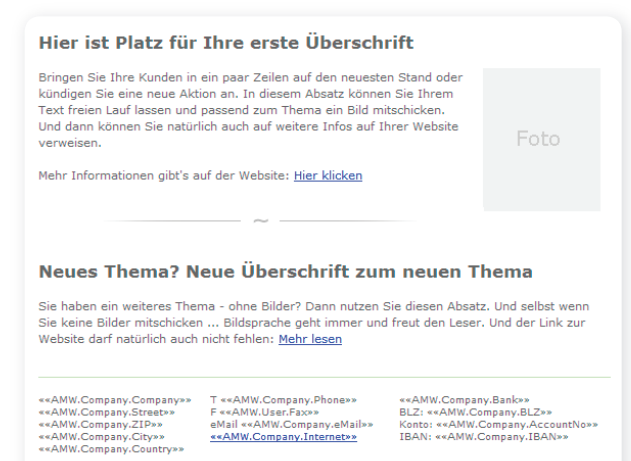 Hier ist Platz für Ihre erste Überschrift
Bringen Sie Ihre Kunden in ein paar Zeilen auf den neuesten Stand oder
kündigen Sie eine neue Aktion an. In diesem Absatz können Sie Ihrem
Text freien Lauf lassen und passend zum Thema ein Bild mitschicken.
Und dann können Sie natürlich auch auf weitere Infos auf Ihrer Website
verweisen.
Foto
Mehr Informationen gibt's auf der Website: Hier klicken
~
Neues Thema? Neue Überschrift zum neuen Thema
Sie haben ein weiteres Thema - ohne Bilder? Dann nutzen Sie diesen Absatz. Und selbst wenn
Sie keine Bilder mitschicken ... Bildsprache geht immer und freut den Leser. Und der Link zur
Website darf natürlich auch nicht fehlen: Mehr lesen
««AMW.Company.Company»»
««AMW.Company.Street»»
««AMW.Company.ZIP»»
««AMW.Company.City»»
««AMW.Company.Country»»
T ««AMW.Company.Phone»»
F ««AMW.User.Fax»»
eMail ««AMW.Company.eMail»»
««AMW.Company.Internet»»
««AMW.Company.Bank»»
BLZ: ««AMW.Company.BLZ»»
Konto: ««AMW.Company.AccountNo»»
IBAN: ««AMW.Company.IBAN»»